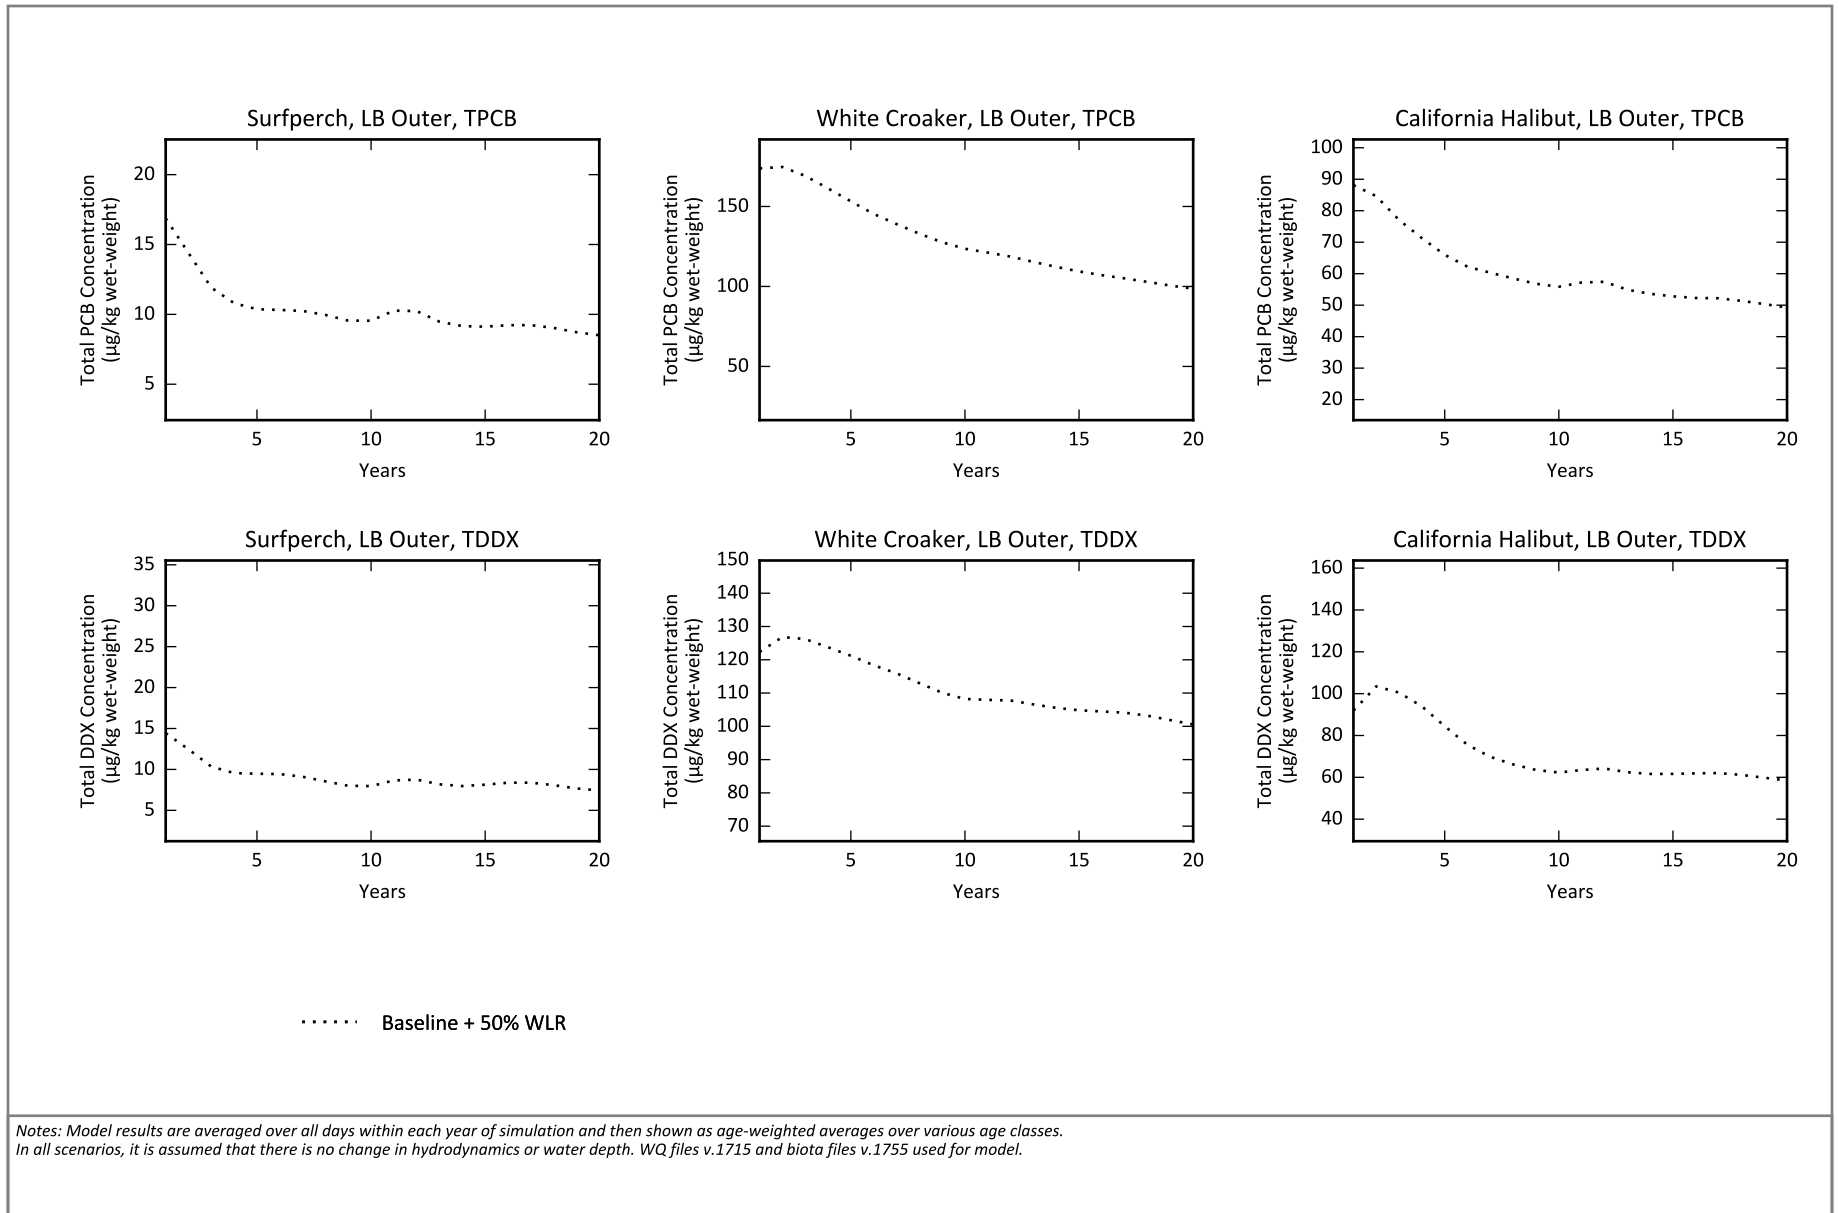 Surfperch, LB Outer, TPCB
Total PCB Concentration
(µg/kg wet-weight)
20
15
10
5
5 10 15 20
Years
White Croaker, LB Outer, TPCB
Total PCB Concentration
(µg/kg wet-weight)
150
100
50
5 10 15 20
Years
California Halibut, LB Outer, TPCB
Total PCB Concentration
(µg/kg wet-weight)
100
90
80
70
60
50
40
30
20
5 10 15 20
Years
Surfperch, LB Outer, TDDX
Total DDX Concentration
(µg/kg wet-weight)
35
30
25
20
15
10
5
5 10 15 20
Years
White Croaker, LB Outer, TDDX
Total DDX Concentration
(µg/kg wet-weight)
150
140
130
120
110
100
90
80
70
5 10 15 20
Years
California Halibut, LB Outer, TDDX
Total DDX Concentration
(µg/kg wet-weight)
160
140
120
100
80
60
40
5 10 15 20
Years
Baseline + 50% WLR
Notes: Model results are averaged over all days within each year of simulation and then shown as age-weighted averages over various age classes.
In all scenarios, it is assumed that there is no change in hydrodynamics or water depth. WQ files v.1715 and biota files v.1755 used for model.